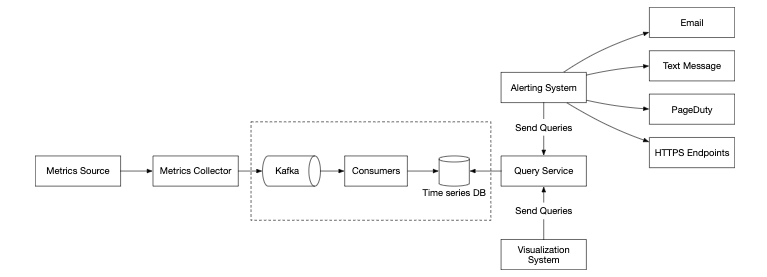 Email
Text Message
Alerting System
PageDuty
Send Queries
HTTPS Endpoints
Metrics Source
Metrics Collector
Kafka
Consumers
Time series DB
Query Service
Send Queries
Visualization
System